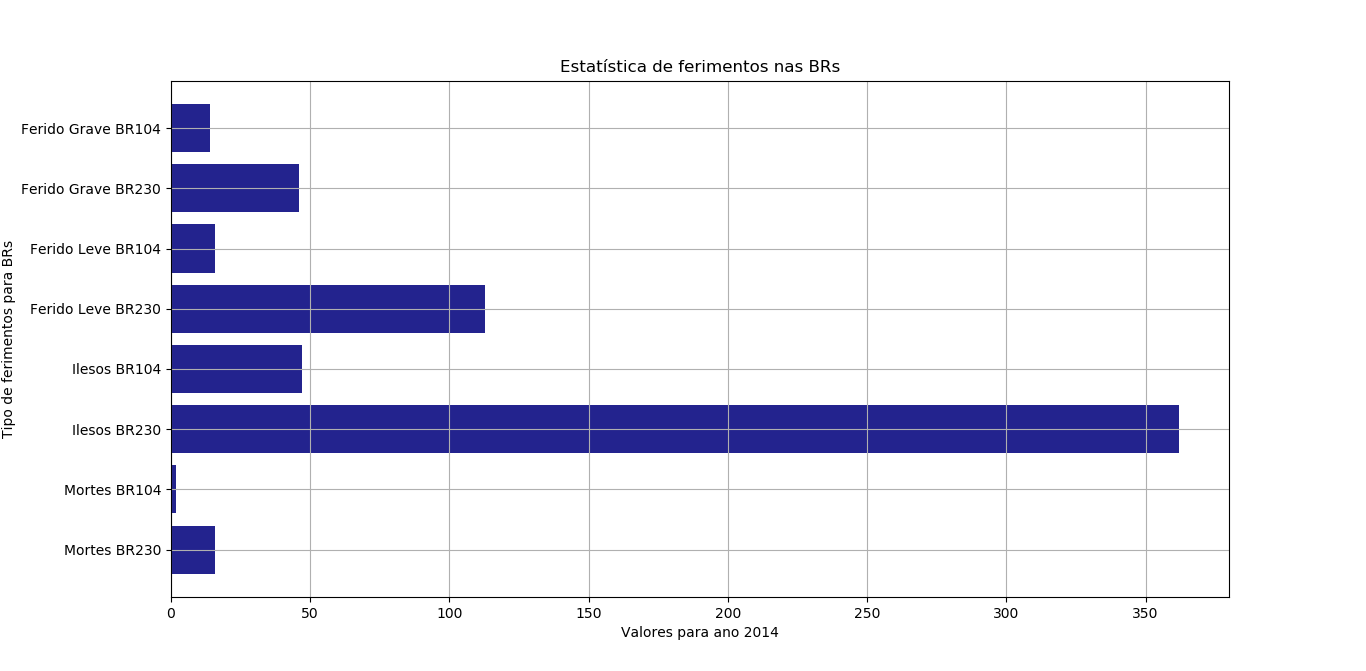 Estatística de ferimentos nas BRs
Tipo de ferimentos para BRs
Ferido Grave BR104
Ferido Grave BR230
Ferido Leve BR104
Ferido Leve BR230
Ilesos BR104
Ilesos BR230
Mortes BR104
Mortes BR230
0 50 100 150 200 250 300 350
Valores para ano 2014